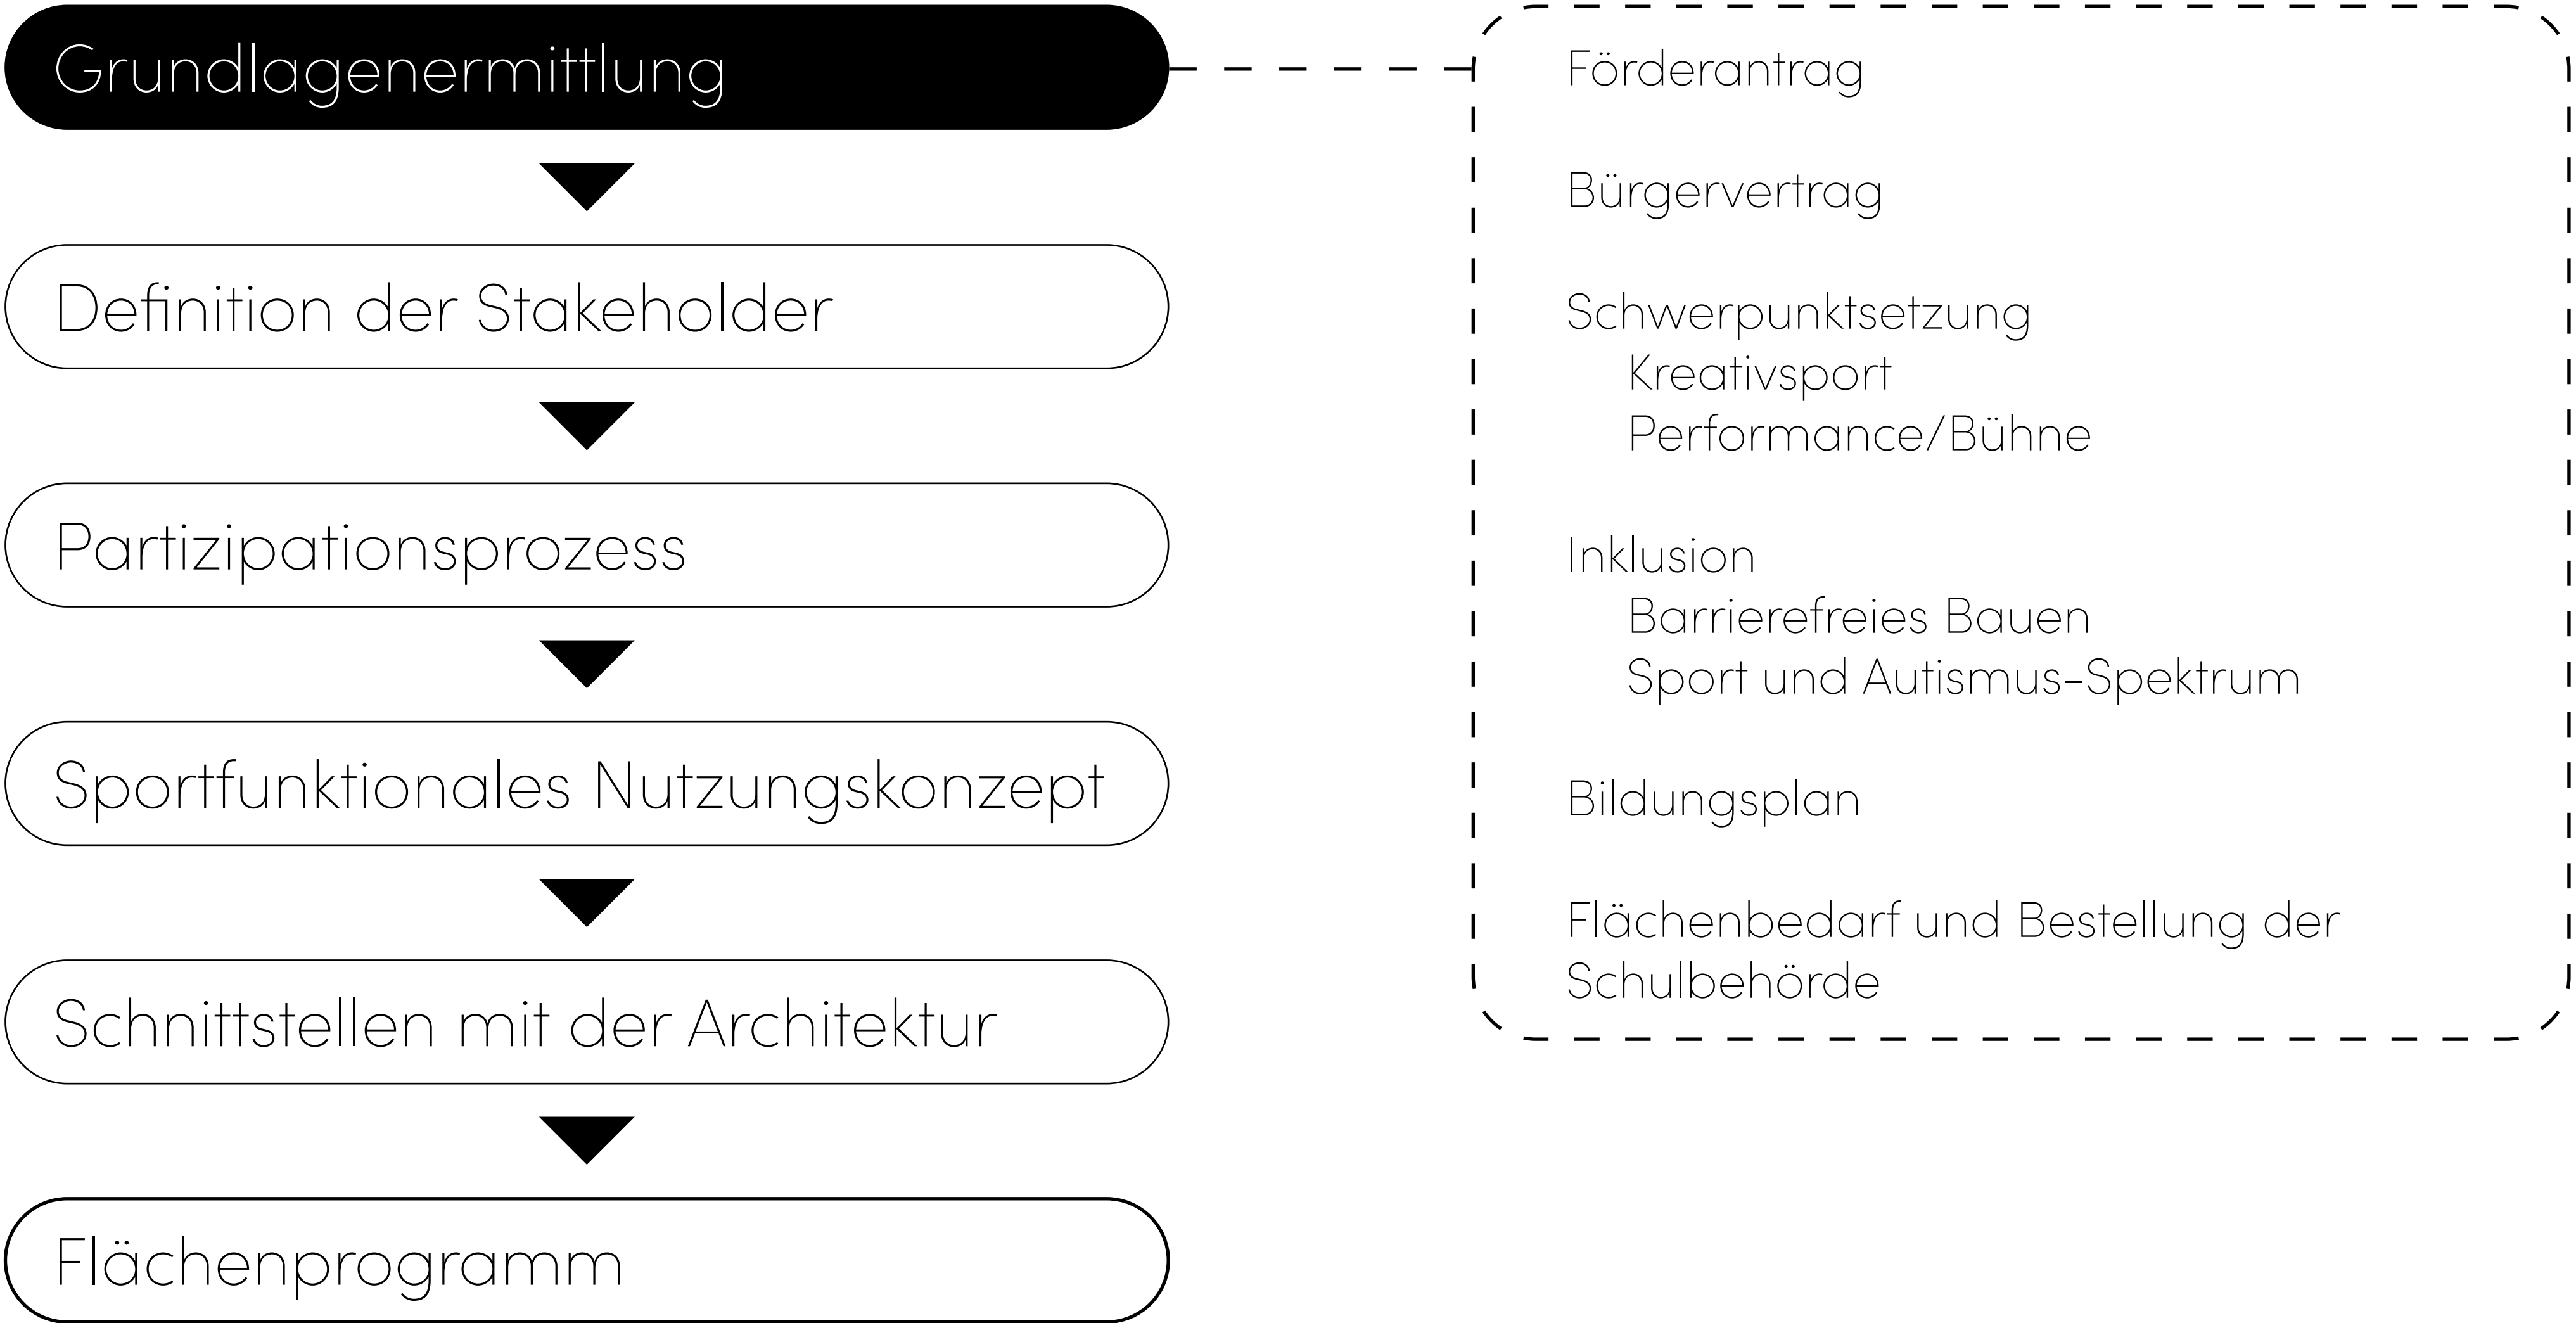 Grundlagenermittlung
Definition der Stakeholder
Partizipationsprozess
Sportfunktionales Nutzungskonzept
Schnittstellen mit der Architektur
Flächenprogramm
Förderantrag
Bürgervertrag
Schwerpunktsetzung
Kreativsport
Performance/Bühne
Inklusion
Barrierefreies Bauen
Sport und Autismus-Spektrum
Bildungsplan
Flächenbedarf und Bestellung der
Schulbehörde